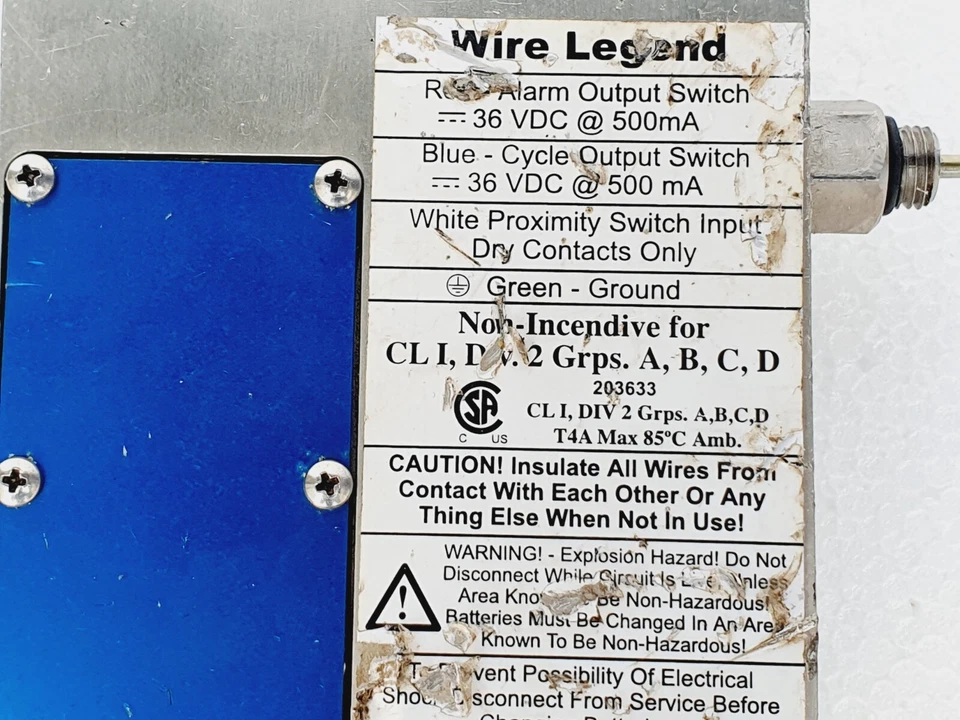 Wire Legend
Alarm Output Switch
36 VDC @ 500mA
Blue - Cycle Output Switch
36 VDC @ 500 mA
White Proximity Switch Input
Dry Contacts Only
Green - Ground
Non-Incendive for
CL I, Div. 2 Grps. A, B, C, D
203633
CSA
C US
CL I, DIV 2 Grps. A,B,C,D
T4A Max 85ºC Amb.
CAUTION! Insulate All Wires From
Contact With Each Other Or Any
Thing Else When Not In Use!
WARNING! - Explosion Hazard! Do Not
Disconnect While Circuit Is Unless
Area Be Non-Hazardous!
Batteries Must Be Changed In An Area
Known To Be Non-Hazardous!
Possibility Of Electrical
Disconnect From Service Before